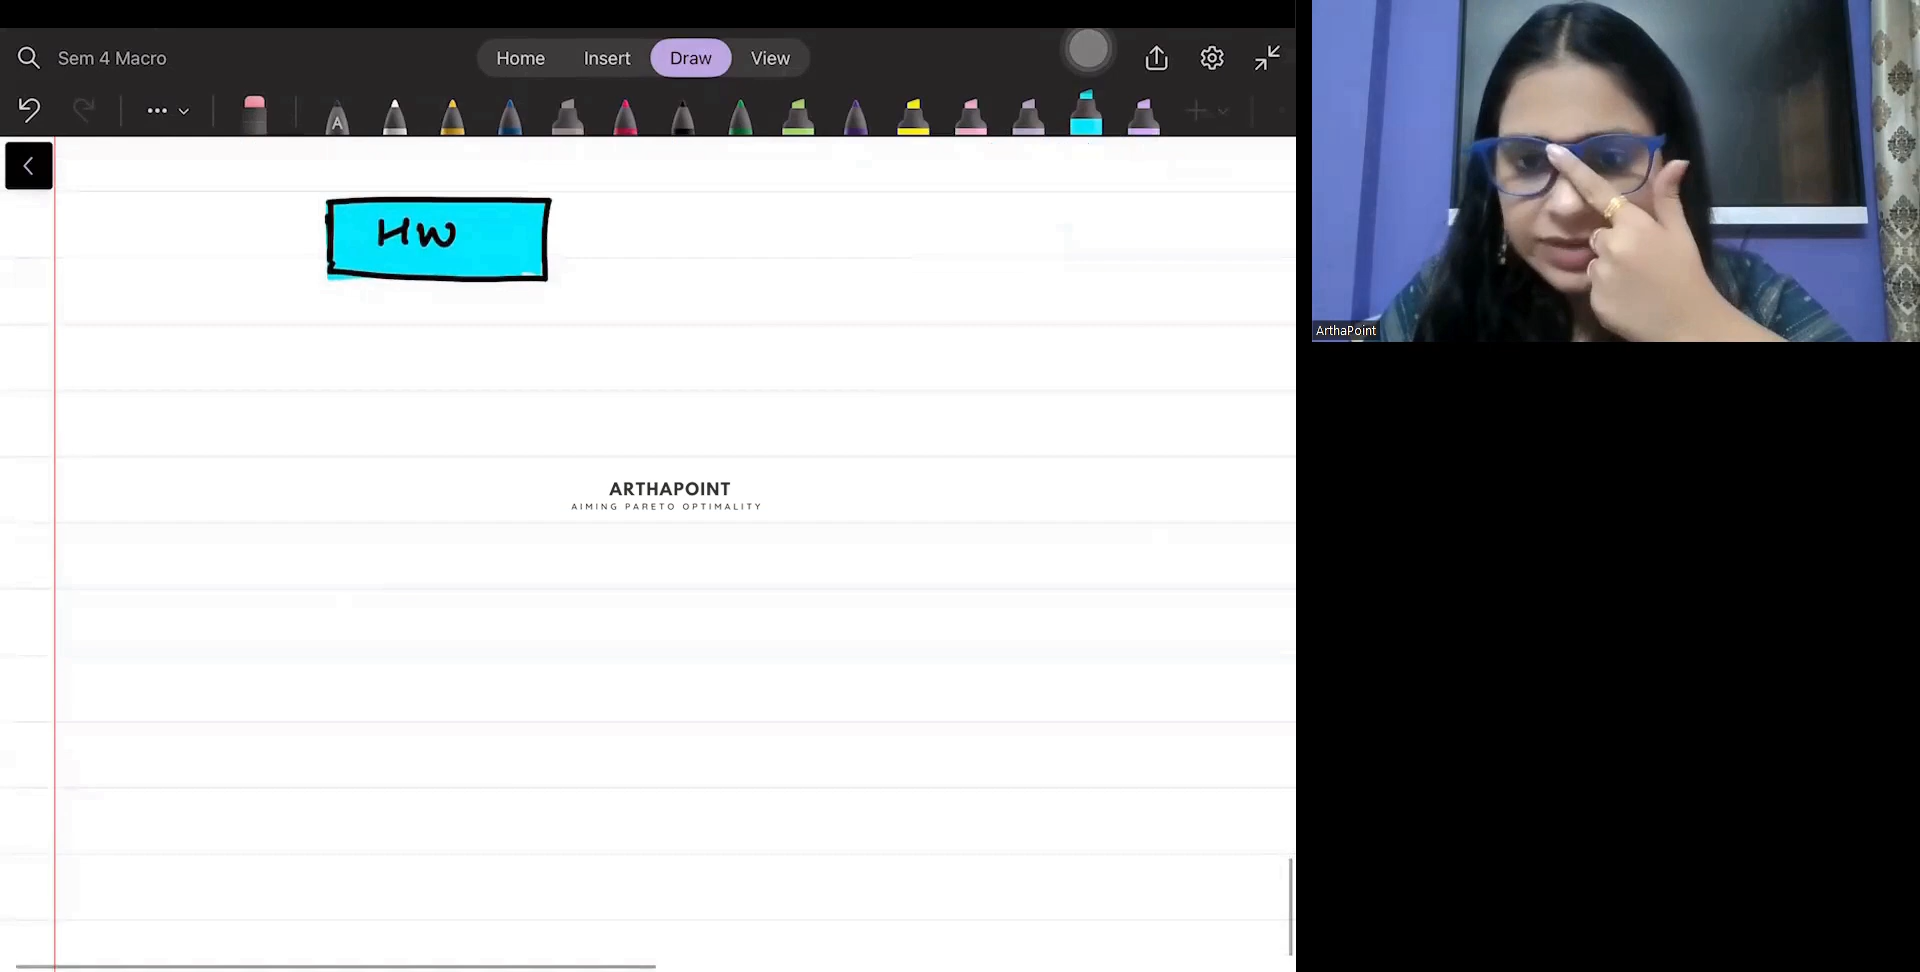 Sem 4 Macro
Home Insert Draw View
A
HW
ARTHAPOINT
AIMING PARETO OPTIMALITY
ArthaPoint